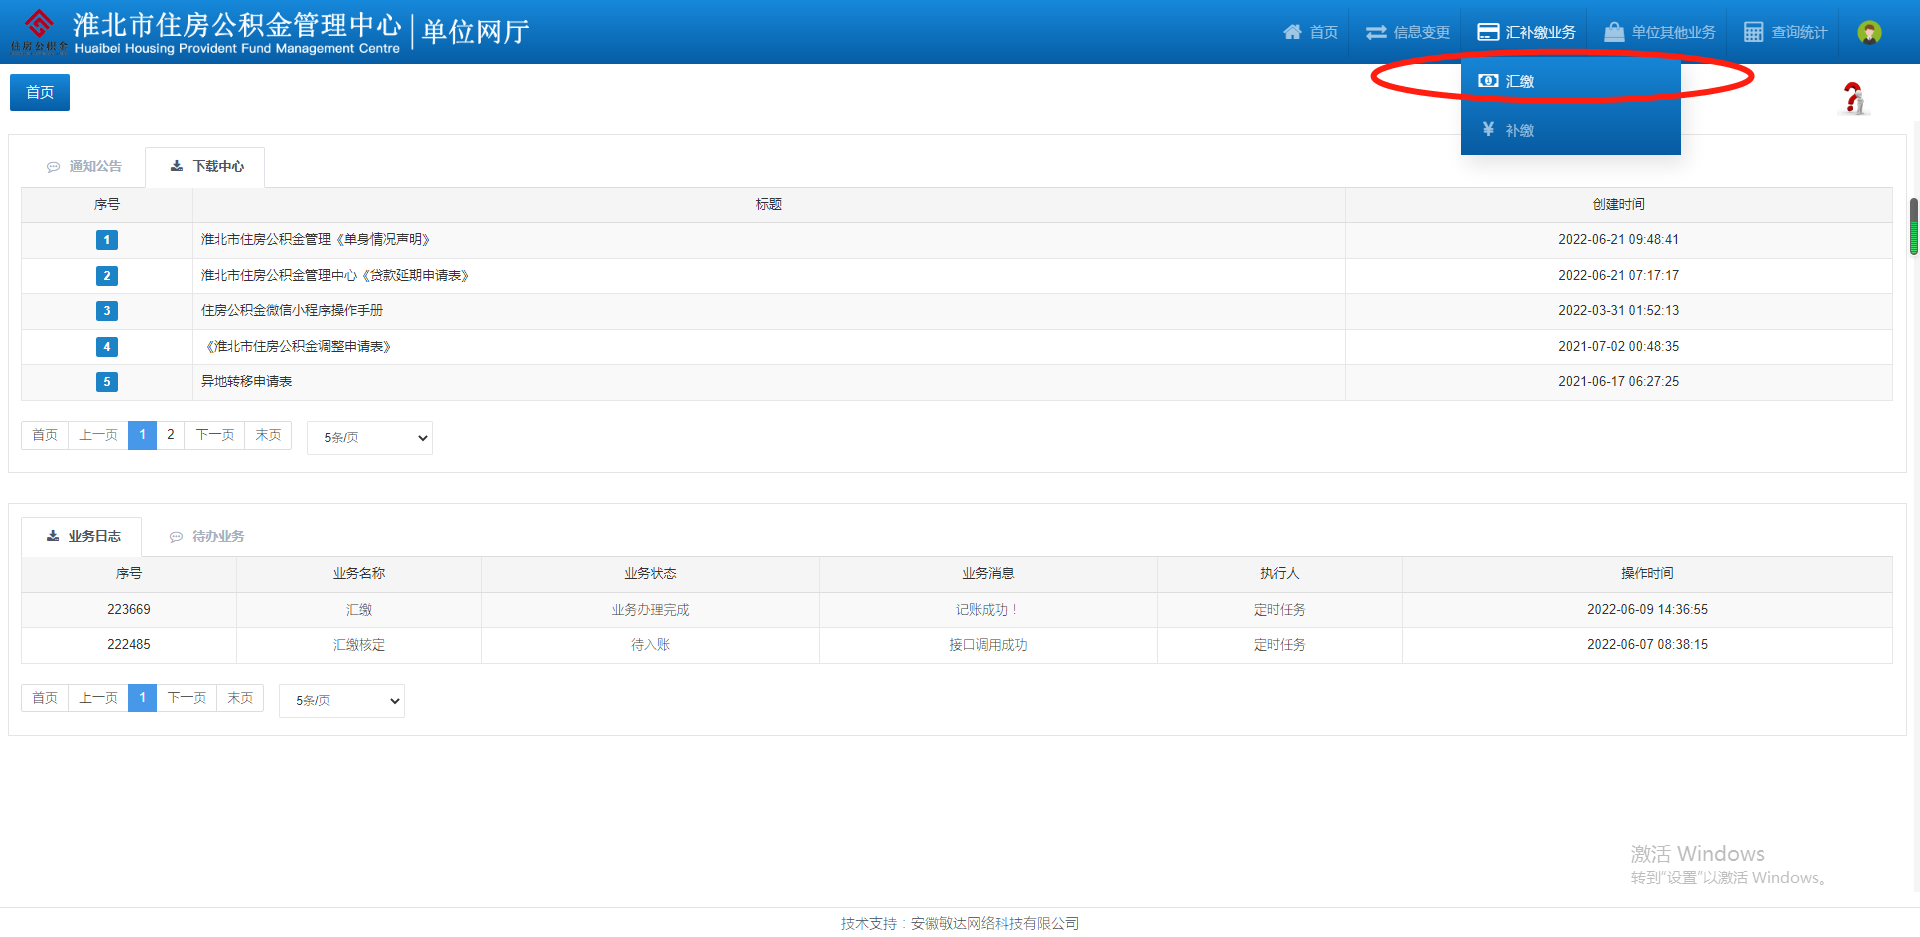 淮北市住房公积金管理中心
Huaibei Housing Provident Fund Management Centre
单位网厅
住房公积金
首页
信息变更
汇补缴业务
单位其他业务
查询统计
汇缴
补缴
首页
通知公告
下载中心
序号 标题 创建时间
1 淮北市住房公积金管理《单身情况声明》 2022-06-21 09:48:41
2 淮北市住房公积金管理中心《贷款延期申请表》 2022-06-21 07:17:17
3 住房公积金微信小程序操作手册 2022-03-31 01:52:13
4 《淮北市住房公积金调整申请表》 2021-07-02 00:48:35
5 异地转移申请表 2021-06-17 06:27:25
首页 上一页 1 2 下一页 末页 5条/页
业务日志
待办业务
序号 业务名称 业务状态 业务消息 执行人 操作时间
223669 汇缴 业务办理完成 记账成功！ 定时任务 2022-06-09 14:36:55
222485 汇缴核定 待入账 接口调用成功 定时任务 2022-06-07 08:38:15
首页 上一页 1 下一页 末页 5条/页
激活 Windows
转到“设置”以激活 Windows。
技术支持：安徽敏达网络科技有限公司